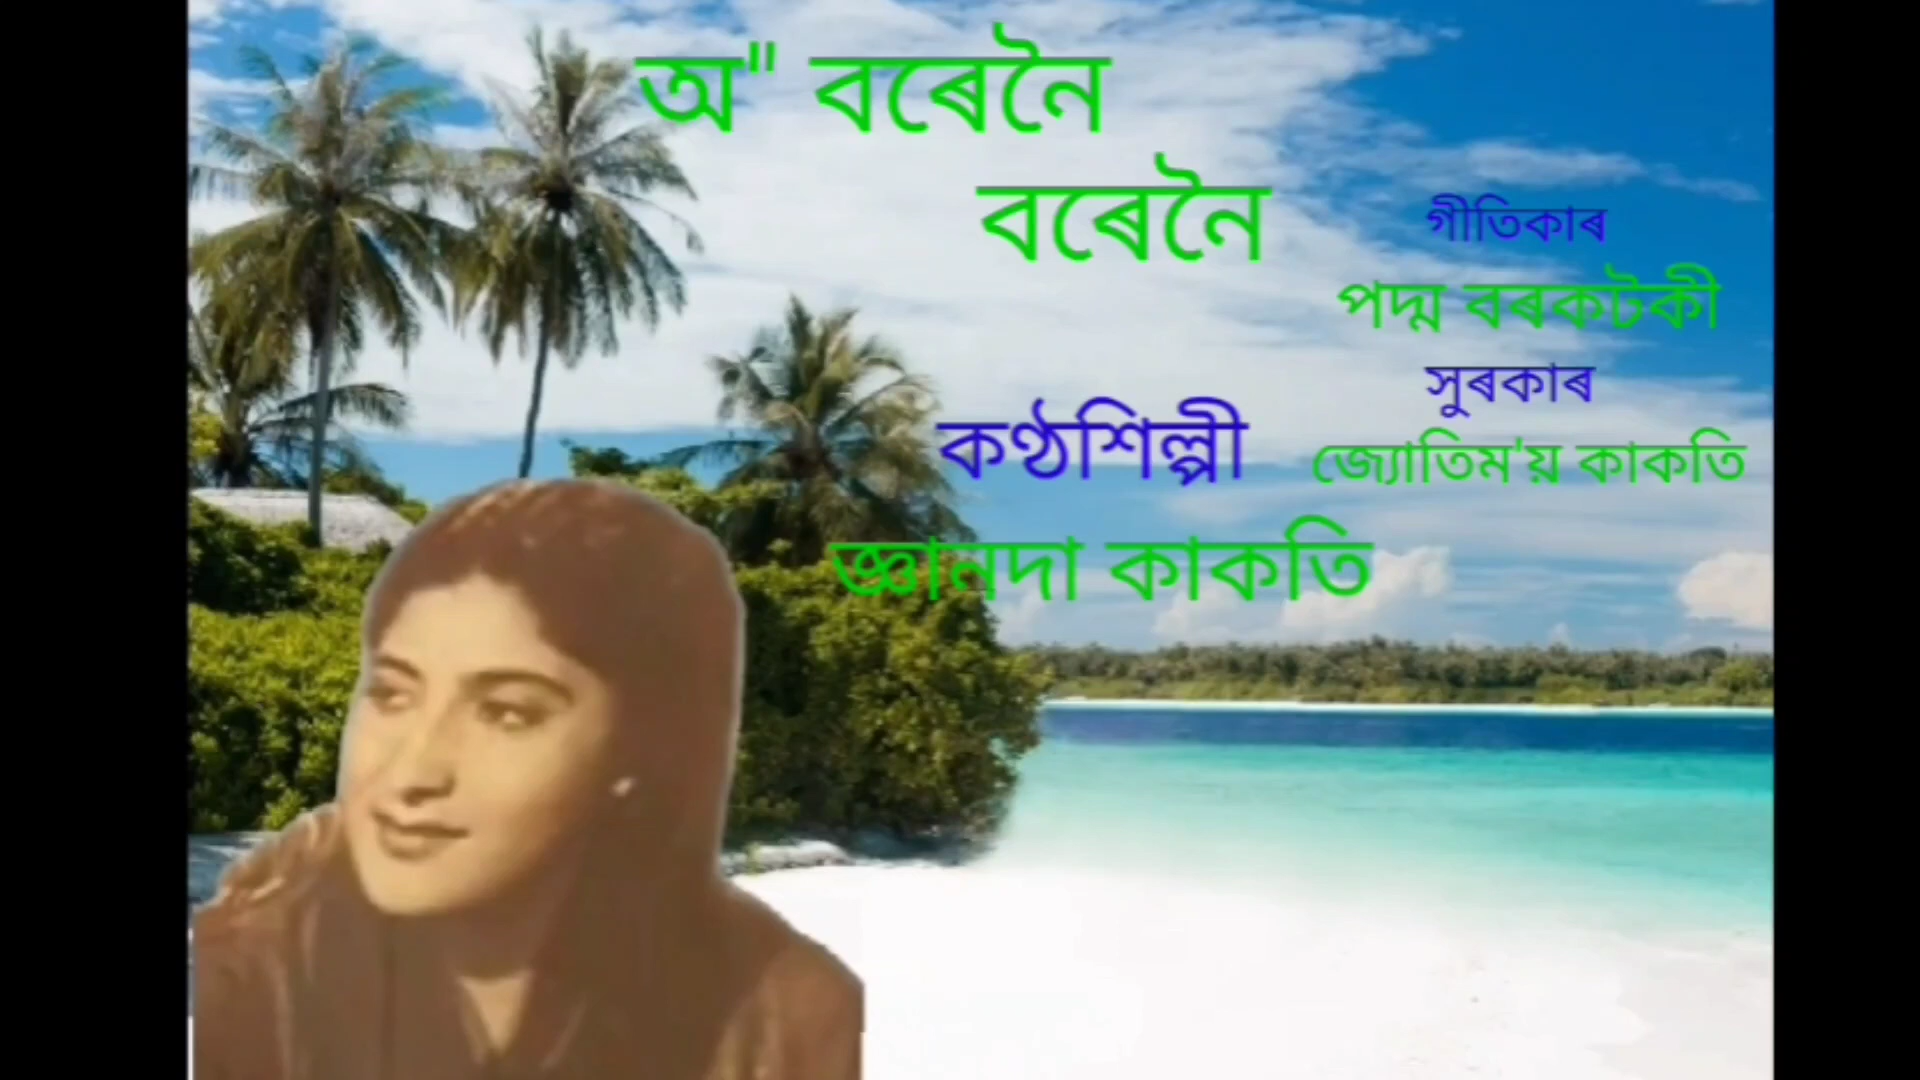 অ" বৰেনৈ
বৰেনৈ
গীতিকাৰ
পদ্ম বৰকটকী
সুৰকাৰ
জ্যোতিম'য় কাকতি
কণ্ঠশিল্পী
জ্ঞানদা কাকতি